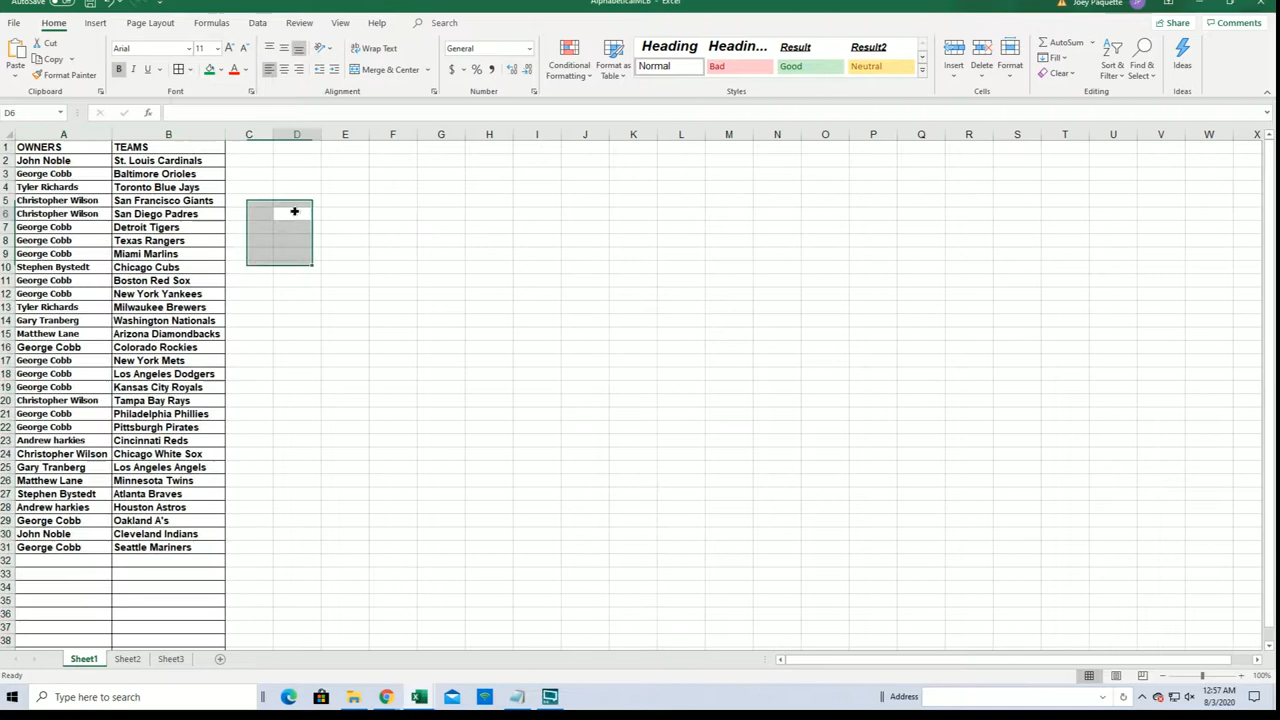 AutoSave Off AlphabeticalMLB - Excel Joey Paquette JP
File Home Insert Page Layout Formulas Data Review View Help Search Share Comments
Paste Cut Copy Format Painter Clipboard
Arial 11 B I U A Font
Wrap Text Merge & Center Alignment
General $ % , Number
Conditional Formatting Format as Table
Heading Headin... Result Result2
Normal Bad Good Neutral
Styles
Insert Delete Format Cells
AutoSum Fill Clear Sort & Filter Find & Select Editing
Ideas Ideas
D6 fx
A B C D E F G H I J K L M N O P Q R S T U V W X
1 OWNERS TEAMS
2 John Noble St. Louis Cardinals
3 George Cobb Baltimore Orioles
4 Tyler Richards Toronto Blue Jays
5 Christopher Wilson San Francisco Giants
6 Christopher Wilson San Diego Padres
7 George Cobb Detroit Tigers
8 George Cobb Texas Rangers
9 George Cobb Miami Marlins
10 Stephen Bystedt Chicago Cubs
11 George Cobb Boston Red Sox
12 George Cobb New York Yankees
13 Tyler Richards Milwaukee Brewers
14 Gary Tranberg Washington Nationals
15 Matthew Lane Arizona Diamondbacks
16 George Cobb Colorado Rockies
17 George Cobb New York Mets
18 George Cobb Los Angeles Dodgers
19 George Cobb Kansas City Royals
20 Christopher Wilson Tampa Bay Rays
21 George Cobb Philadelphia Phillies
22 George Cobb Pittsburgh Pirates
23 Andrew harkies Cincinnati Reds
24 Christopher Wilson Chicago White Sox
25 Gary Tranberg Los Angeles Angels
26 Matthew Lane Minnesota Twins
27 Stephen Bystedt Atlanta Braves
28 Andrew harkies Houston Astros
29 George Cobb Oakland A's
30 John Noble Cleveland Indians
31 George Cobb Seattle Mariners
32
33
34
35
36
37
38
Sheet1 Sheet2 Sheet3
Ready 100%
Type here to search Address 12:57 AM
8/3/2020